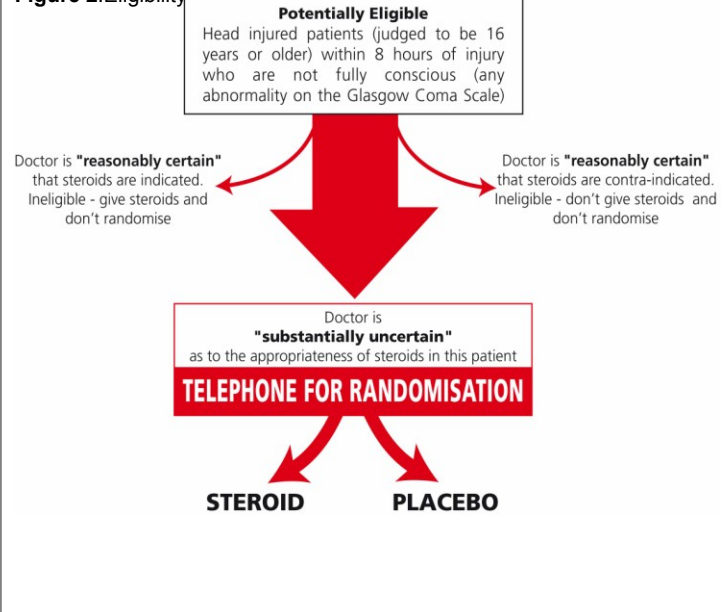 Figure 2.Eligibility
Potentially Eligible
Head injured patients (judged to be 16
years or older) within 8 hours of injury
who are not fully conscious (any
abnormality on the Glasgow Coma Scale)
Doctor is "reasonably certain"
that steroids are indicated.
Ineligible - give steroids and
don't randomise
Doctor is "reasonably certain"
that steroids are contra-indicated.
Ineligible - don't give steroids and
don't randomise
Doctor is
"substantially uncertain"
as to the appropriateness of steroids in this patient
TELEPHONE FOR RANDOMISATION
STEROID
PLACEBO